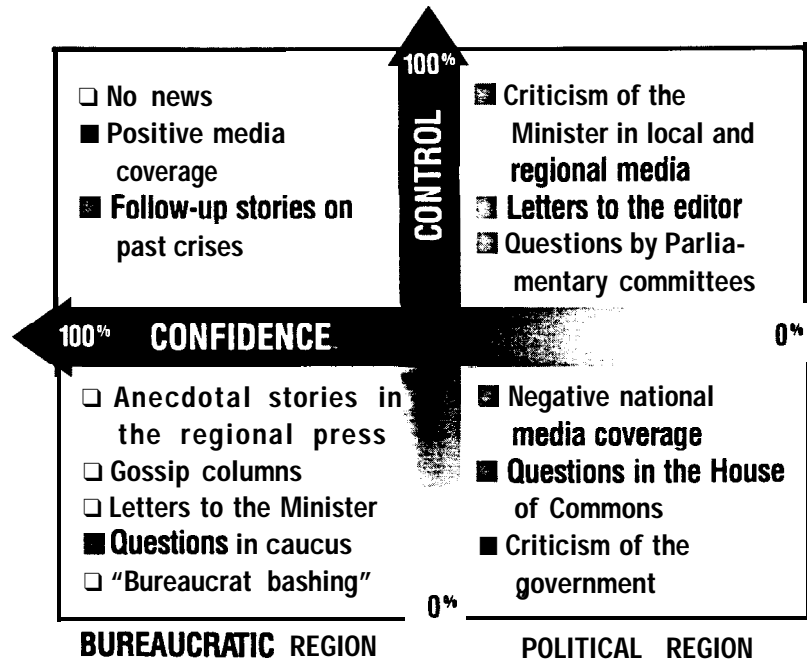 100%
CONTROL
No news
Positive media
coverage
Follow-up stories on
past crises
Criticism of the
Minister in local and
regional media
Letters to the editor
Questions by Parlia-
mentary committees
100% CONFIDENCE 0%
Anecdotal stories in
the regional press
Gossip columns
Letters to the Minister
Questions in caucus
"Bureaucrat bashing"
Negative national
media coverage
Questions in the House
of Commons
Criticism of the
government
0%
BUREAUCRATIC REGION
POLITICAL REGION